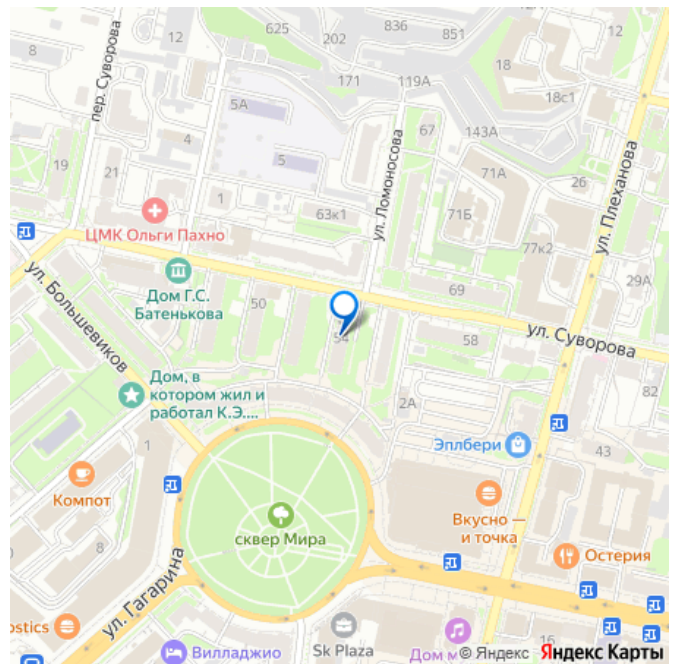 625
202
836
851
12
8
пер. Суворова
18
171
119А
18с1
5А
67
143А
4
5
19
21
71А
26
ул. Плеханова
1
63к1
ул. Ломоносова
71Б
77к2
ЦМК Ольги Пахно
29А
Дом Г.С.
Батенькова
50
69
ул. Большевиков
54
58
ул. Суворова
Дом, в
котором жил и
работал К.Э....
82
2А
1
Эплбери
43
Компот
Вкусно —
и точка
сквер Мира
8
Остерия
ул. Гагарина
ostics
Вилладжио
Sk Plaza
Дом м
16
© Яндекс Яндекс Карты